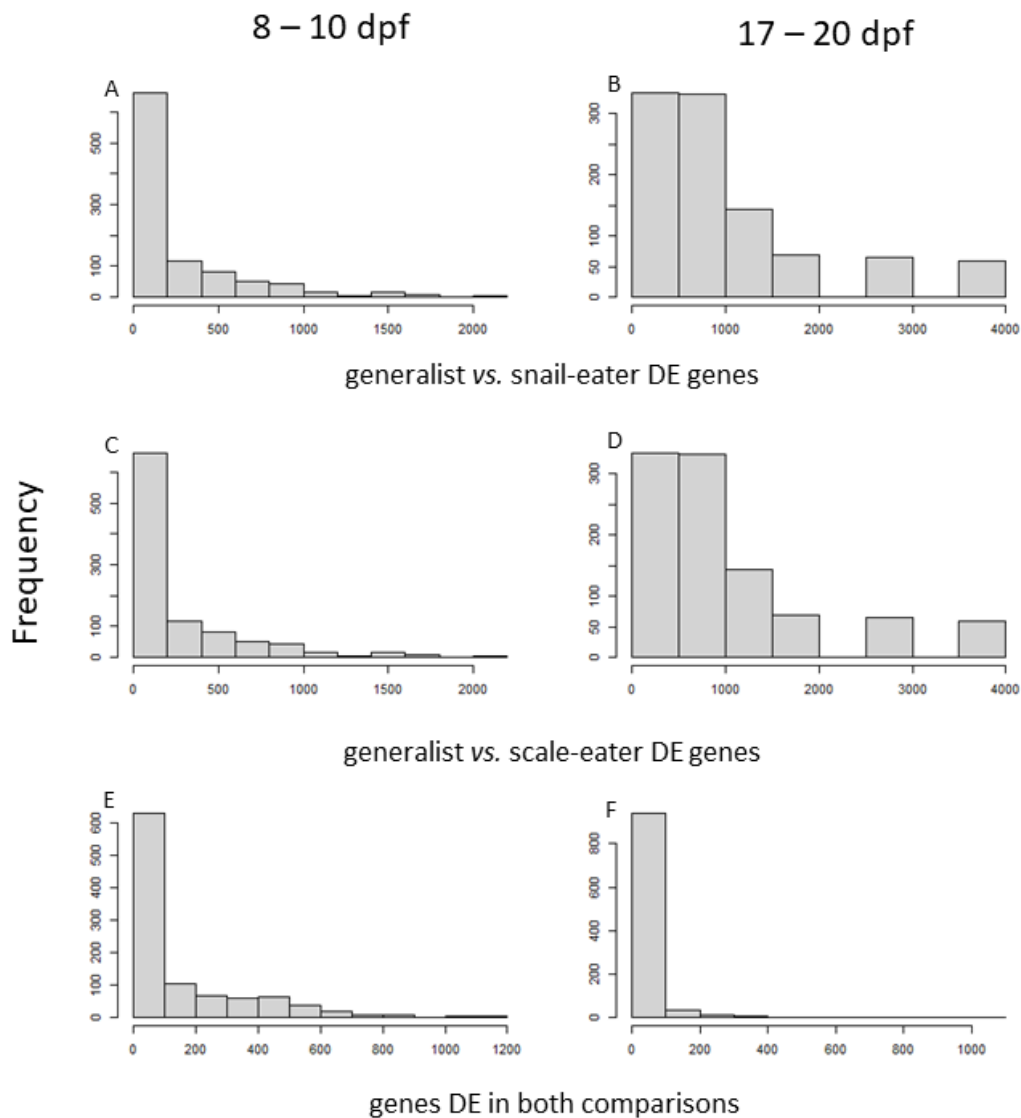 8 – 10 dpf
17 – 20 dpf
A
B
0 100 300 500
0 50 100 200 300
0 500 1000 1500 2000
0 1000 2000 3000 4000
generalist vs. snail-eater DE genes
C
D
0 100 300 500
0 50 100 200 300
0 500 1000 1500 2000
0 1000 2000 3000 4000
Frequency
generalist vs. scale-eater DE genes
E
F
0 100 200 300 400 500 600
0 200 400 600 800
0 200 400 600 800 1000 1200
0 200 400 600 800 1000
genes DE in both comparisons